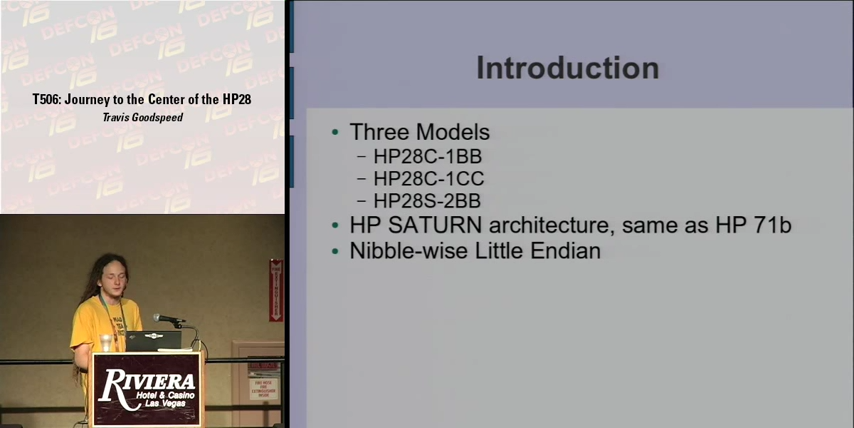 DEFCON 16
T506: Journey to the Center of the HP28
Travis Goodspeed
RIVIERA
Hotel & Casino
Las Vegas
Introduction
• Three Models
– HP28C-1BB
– HP28C-1CC
– HP28S-2BB
• HP SATURN architecture, same as HP 71b
• Nibble-wise Little Endian